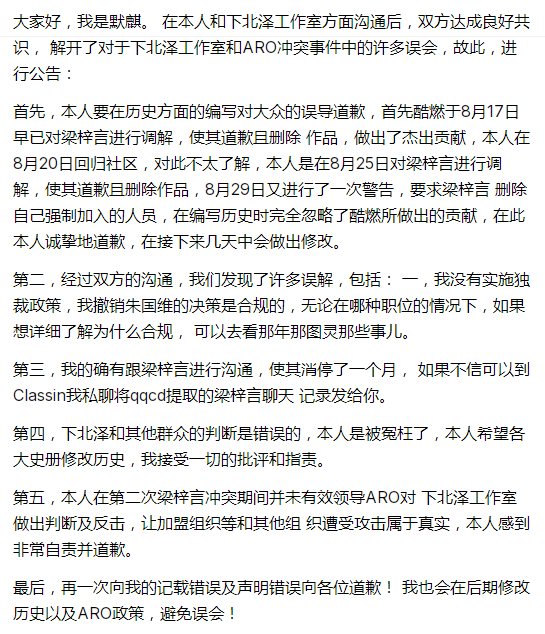 大家好，我是默麒。 在本人和下北泽工作室方面沟通后，双方达成良好共
识， 解开了对于下北泽工作室和ARO冲突事件中的许多误会，故此，进
行公告：
首先，本人要在历史方面的编写对大众的误导道歉，首先酷燃于8月17日
早已对梁梓言进行调解，使其道歉且删除 作品，做出了杰出贡献，本人在
8月20日回归社区，对此不太了解，本人是在8月25日对梁梓言进行调
解，使其道歉且删除作品，8月29日又进行了一次警告，要求梁梓言 删除
自己强制加入的人员，在编写历史时完全忽略了酷燃所做出的贡献，在此
本人诚挚地道歉，在接下来几天中会做出修改。
第二，经过双方的沟通，我们发现了许多误解，包括： 一，我没有实施独
裁政策，我撤销朱国维的决策是合规的，无论在哪种职位的情况下，如果
想详细了解为什么合规， 可以去看那年那图灵那些事儿。
第三，我的确有跟梁梓言进行沟通，使其消停了一个月， 如果不信可以到
Classin我私聊将qqcd提取的梁梓言聊天 记录发给你。
第四，下北泽和其他群众的判断是错误的，本人是被冤枉了，本人希望各
大史册修改历史，我接受一切的批评和指责。
第五，本人在第二次梁梓言冲突期间并未有效领导ARO对 下北泽工作室
做出判断及反击，让加盟组织等和其他组 织遭受攻击属于真实，本人感到
非常自责并道歉。
最后，再一次向我的记载错误及声明错误向各位道歉！ 我也会在后期修改
历史以及ARO政策，避免误会！